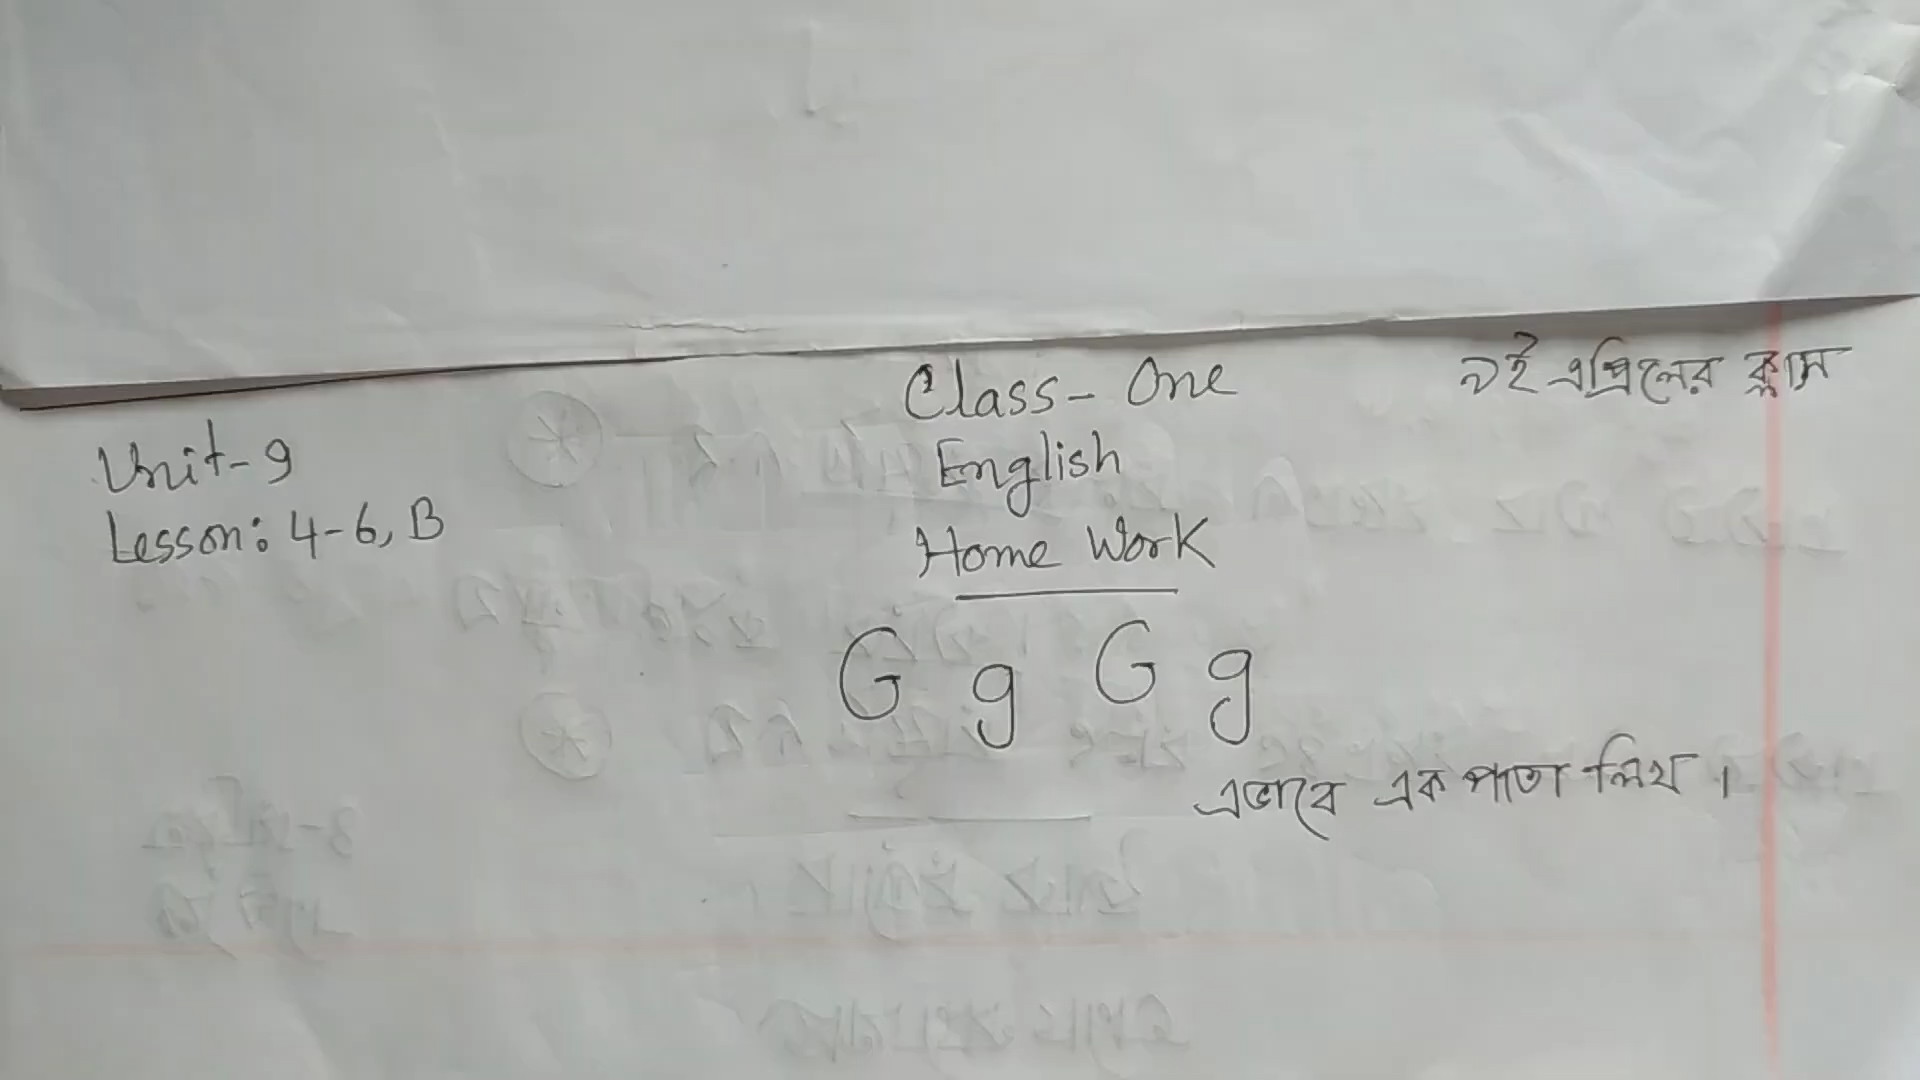 Class- One
৯ই এপ্রিলের ক্লাস
Unit-9
English
Lesson: 4-6, B
Home Work
G g G g
এভাবে এক পাতা লিখ।